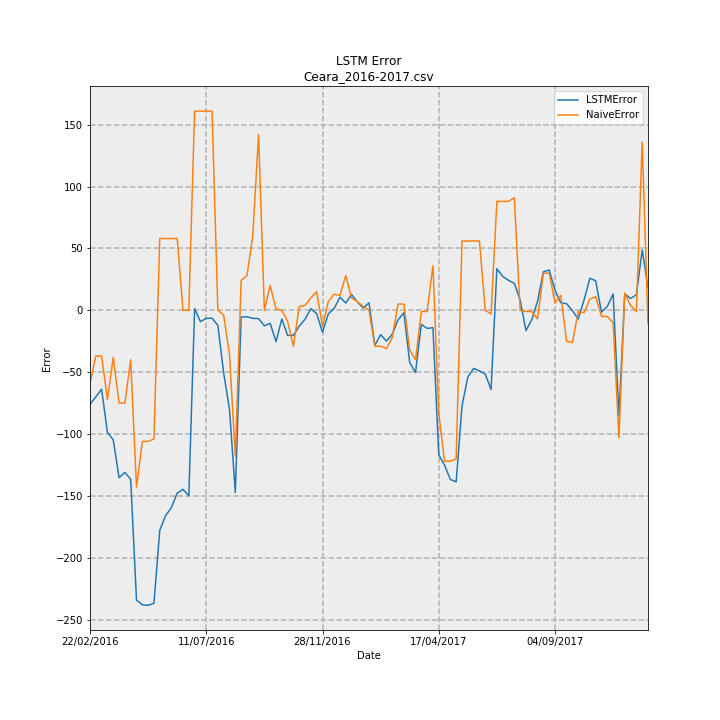 LSTM Error
Ceara_2016-2017.csv
LSTMError
NaiveError
150
100
50
0
−50
−100
−150
−200
−250
Error
22/02/2016
11/07/2016
28/11/2016
17/04/2017
04/09/2017
Date